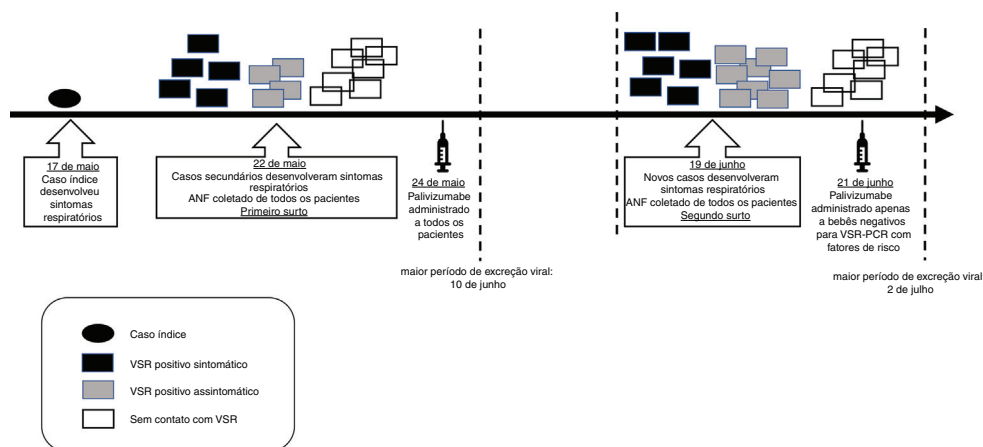 17 de maio
Caso índice
desenvolveu
sintomas
respiratórios
22 de maio
Casos secundários desenvolveram sintomas
respiratórios
ANF coletado de todos os pacientes
Primeiro surto
24 de maio
Palivizumabe
administrado
a todos os
pacientes
maior período de excreção viral:
10 de junho
19 de junho
Novos casos desenvolveram
sintomas respiratórios
ANF coletado de todos os pacientes
Segundo surto
21 de junho
Palivizumabe
administrado apenas
a bebês negativos
para VSR-PCR com
fatores de risco
maior período de excreção viral
2 de julho
Caso índice
VSR positivo sintomático
VSR positivo assintomático
Sem contato com VSR